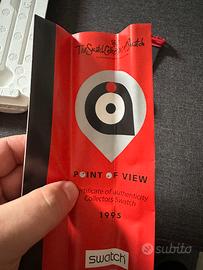 The Swatch Collectors of Swatch
POINT OF VIEW
Certificate of authenticity
Collectors Swatch
1995
swatch
subito